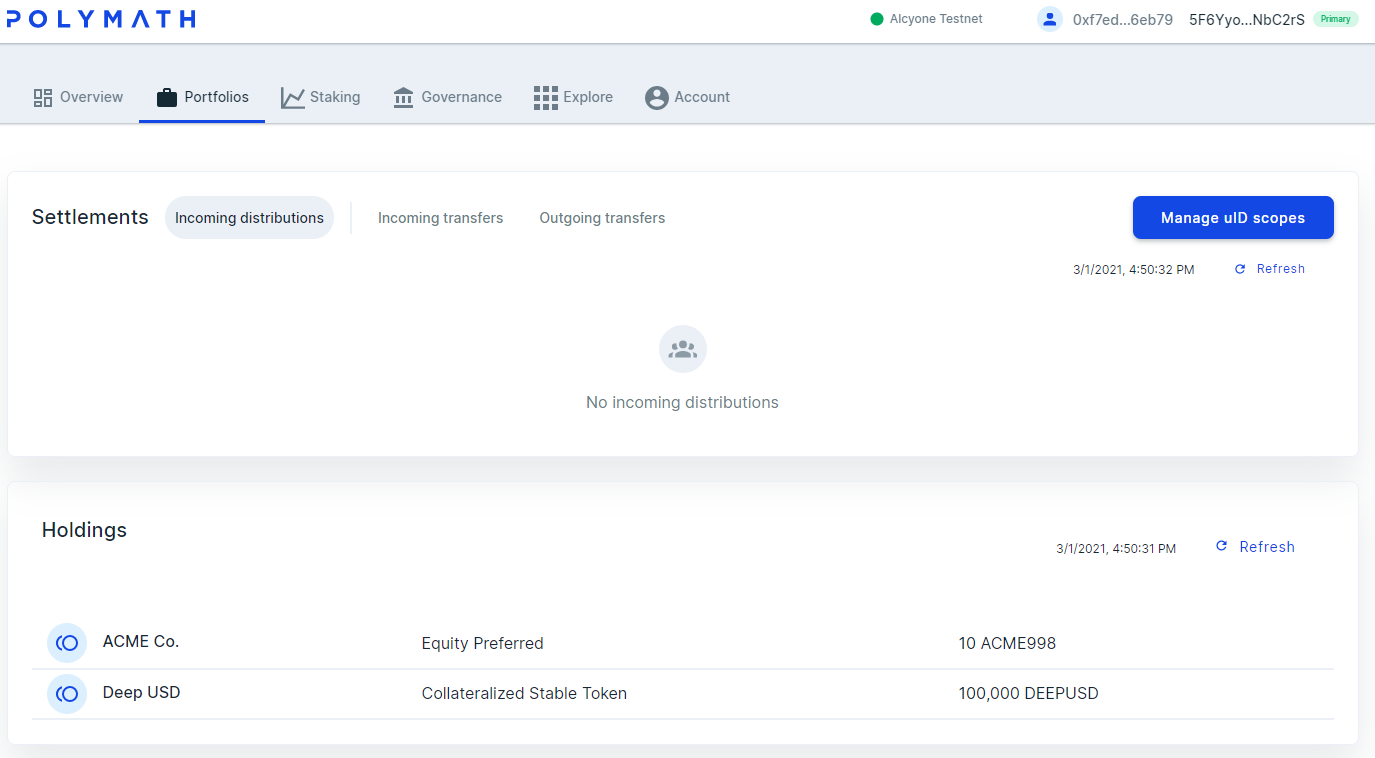 POLYMATH
Alcyone Testnet 0xf7ed...6eb79 5F6Yyo...NbC2rS Primary
Overview Portfolios Staking Governance Explore Account
Settlements Incoming distributions Incoming transfers Outgoing transfers Manage uID scopes
3/1/2021, 4:50:32 PM Refresh
No incoming distributions
Holdings
3/1/2021, 4:50:31 PM Refresh
ACME Co. Equity Preferred 10 ACME998
Deep USD Collateralized Stable Token 100,000 DEEPUSD